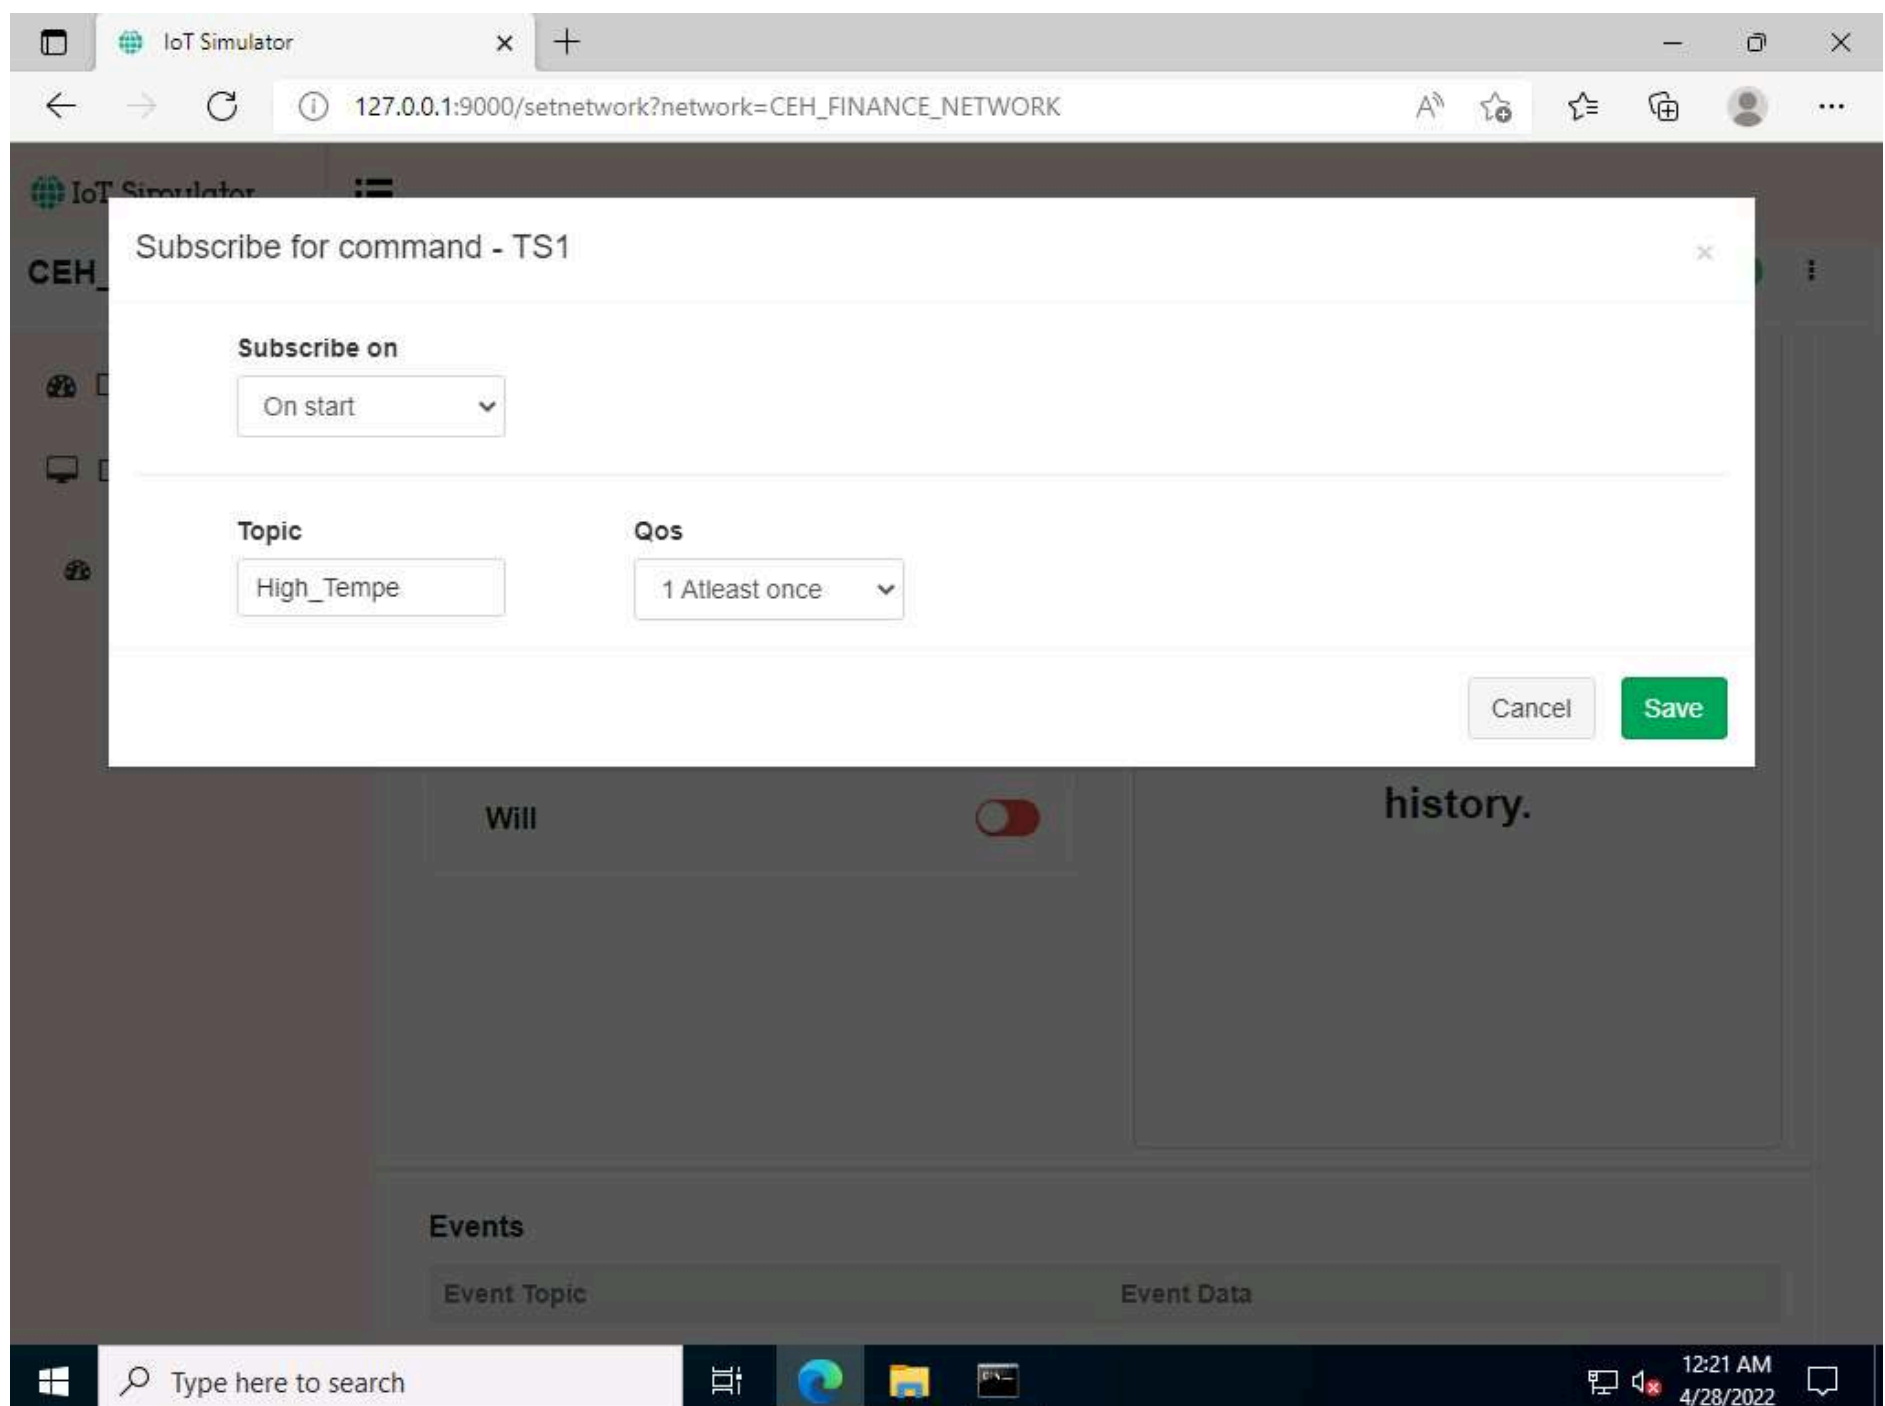 IoT Simulator
127.0.0.1:9000/setnetwork?network=CEH_FINANCE_NETWORK
IoT Simulator
CEH_
Subscribe for command - TS1
Subscribe on
On start
Topic
Qos
High_Tempe
1 Atleast once
Cancel
Save
Will
history.
Events
Event Topic
Event Data
Type here to search
12:21 AM
4/28/2022